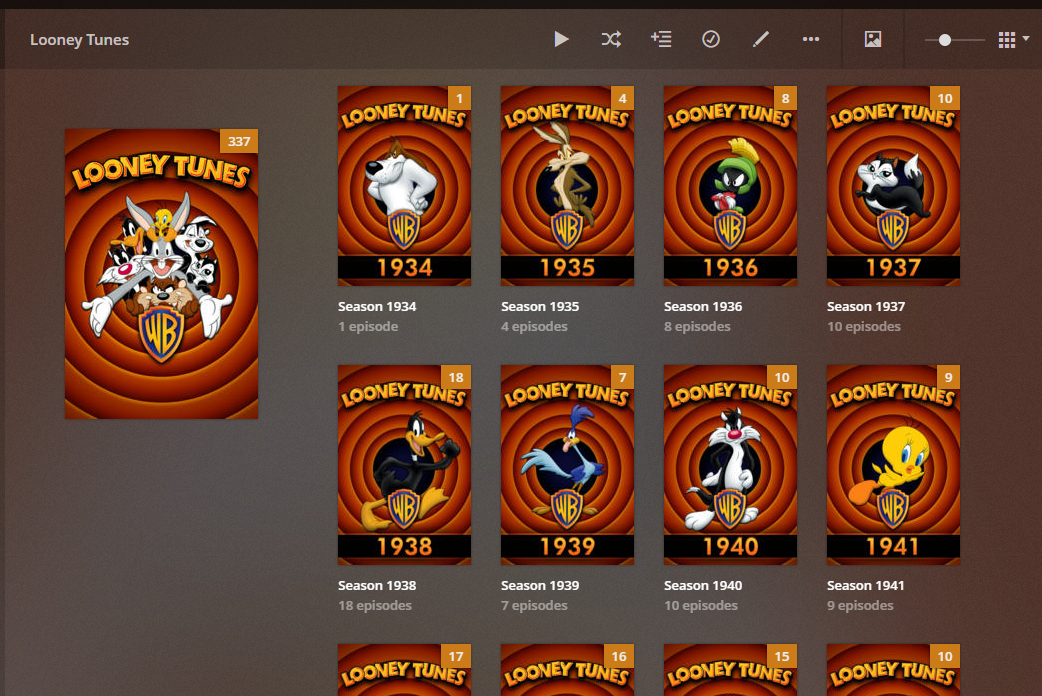 Looney Tunes
337
LOONEY TUNES
WB
1
LOONEY TUNES
WB
1934
Season 1934
1 episode
4
LOONEY TUNES
WB
1935
Season 1935
4 episodes
8
LOONEY TUNES
WB
1936
Season 1936
8 episodes
10
LOONEY TUNES
WB
1937
Season 1937
10 episodes
18
LOONEY TUNES
WB
1938
Season 1938
18 episodes
7
LOONEY TUNES
WB
1939
Season 1939
7 episodes
10
LOONEY TUNES
WB
1940
Season 1940
10 episodes
9
LOONEY TUNES
WB
1941
Season 1941
9 episodes
17
LOONEY TUNES
16
LOONEY TUNES
15
LOONEY TUNES
10
LOONEY TUNES